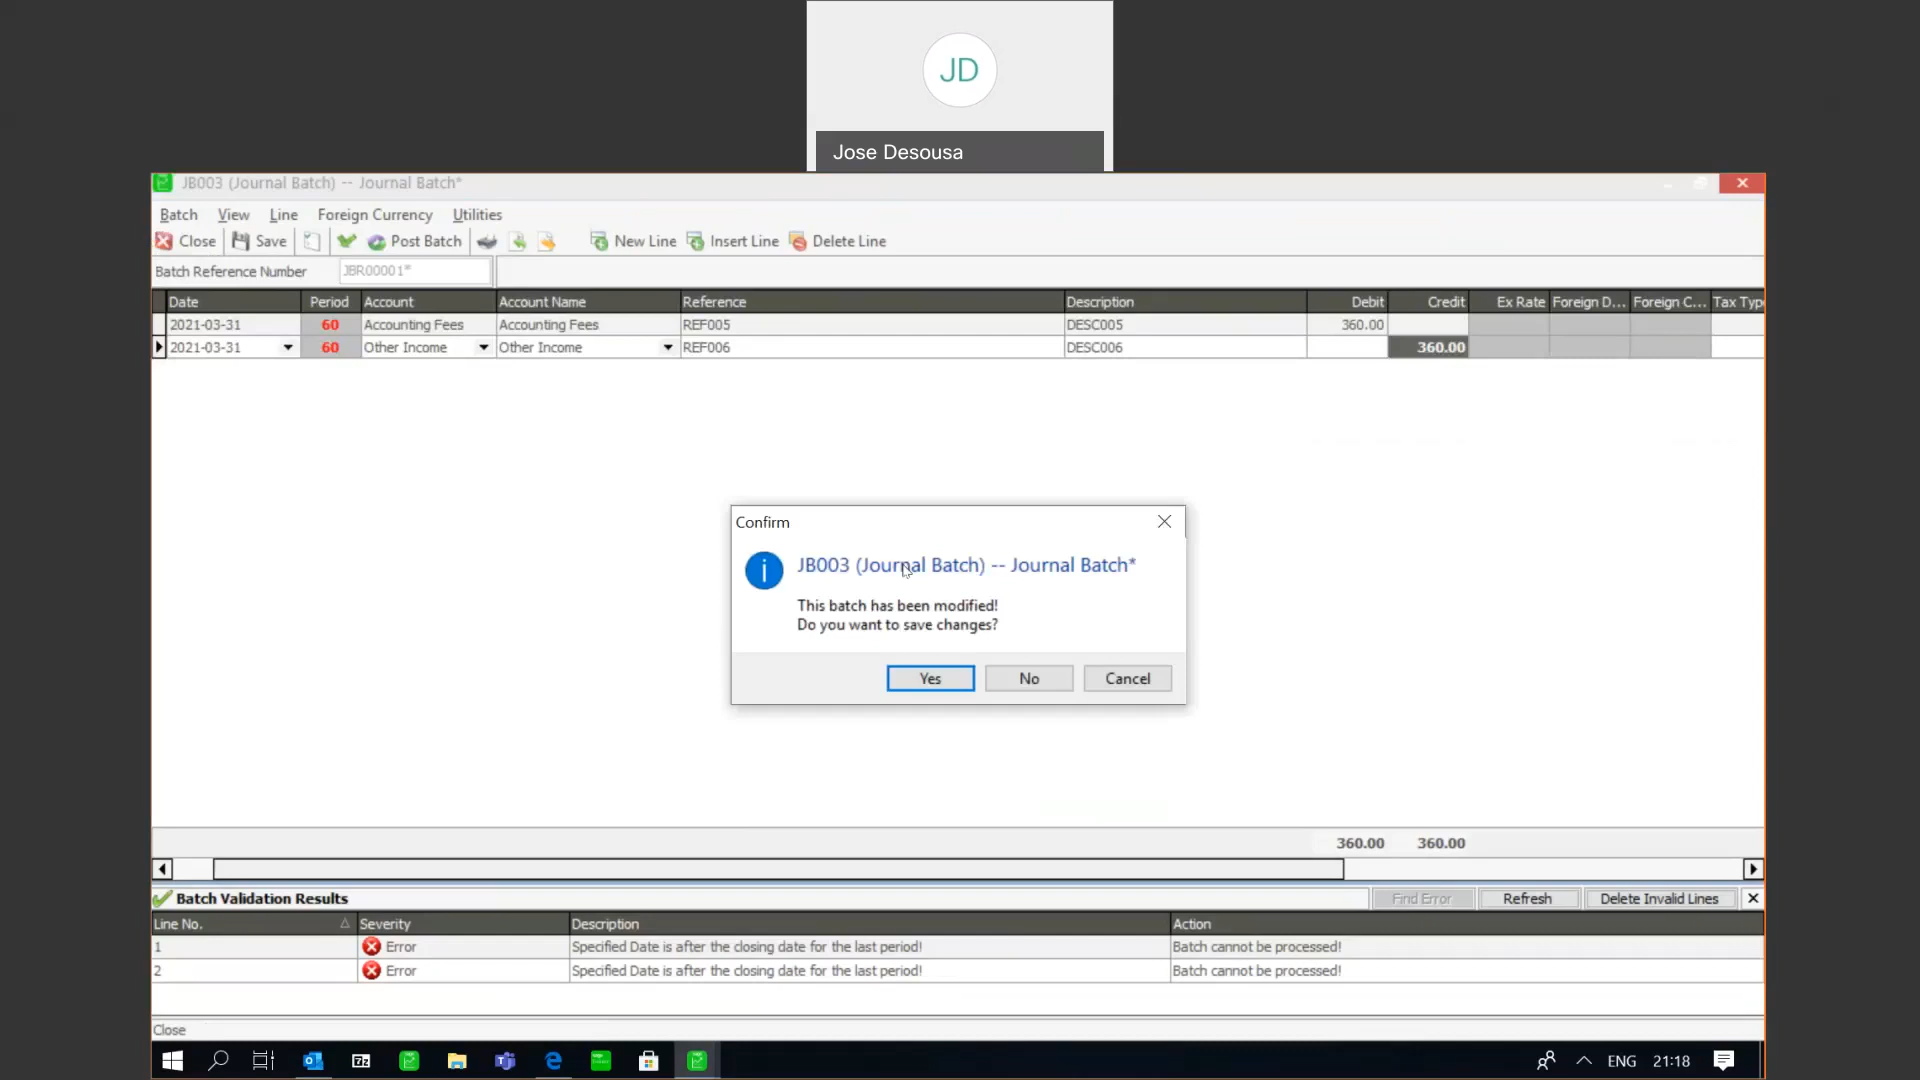 JD
Jose Desousa
JB003 (Journal Batch) -- Journal Batch*
Batch View Line Foreign Currency Utilities
Close Save Post Batch New Line Insert Line Delete Line
Batch Reference Number JBR00001*
Date Period Account Account Name Reference Description Debit Credit Ex Rate Foreign D... Foreign C... Tax Typ
2021-03-31 60 Accounting Fees Accounting Fees REF005 DESC005 360.00
2021-03-31 60 Other Income Other Income REF006 DESC006 360.00
Confirm
JB003 (Journal Batch) -- Journal Batch*
This batch has been modified!
Do you want to save changes?
Yes No Cancel
360.00 360.00
Batch Validation Results Find Error Refresh Delete Invalid Lines
Line No. Severity Description Action
1 Error Specified Date is after the closing date for the last period! Batch cannot be processed!
2 Error Specified Date is after the closing date for the last period! Batch cannot be processed!
Close
ENG 21:18